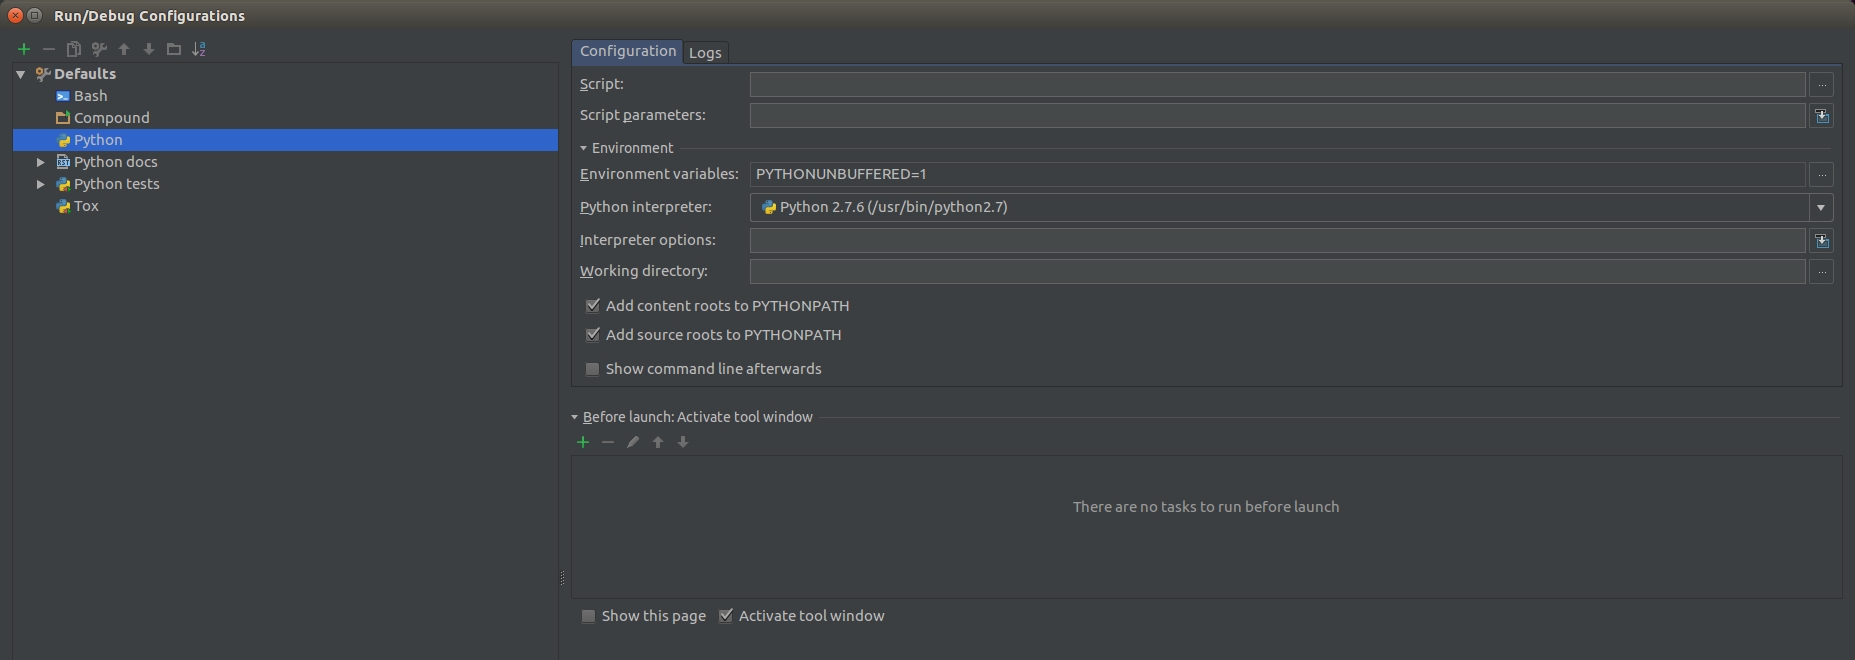 Run/Debug Configurations
Defaults
Bash
Compound
Python
Python docs
Python tests
Tox
Configuration Logs
Script:
Script parameters:
Environment
Environment variables: PYTHONUNBUFFERED=1
Python interpreter: Python 2.7.6 (/usr/bin/python2.7)
Interpreter options:
Working directory:
Add content roots to PYTHONPATH
Add source roots to PYTHONPATH
Show command line afterwards
Before launch: Activate tool window
There are no tasks to run before launch
Show this page Activate tool window